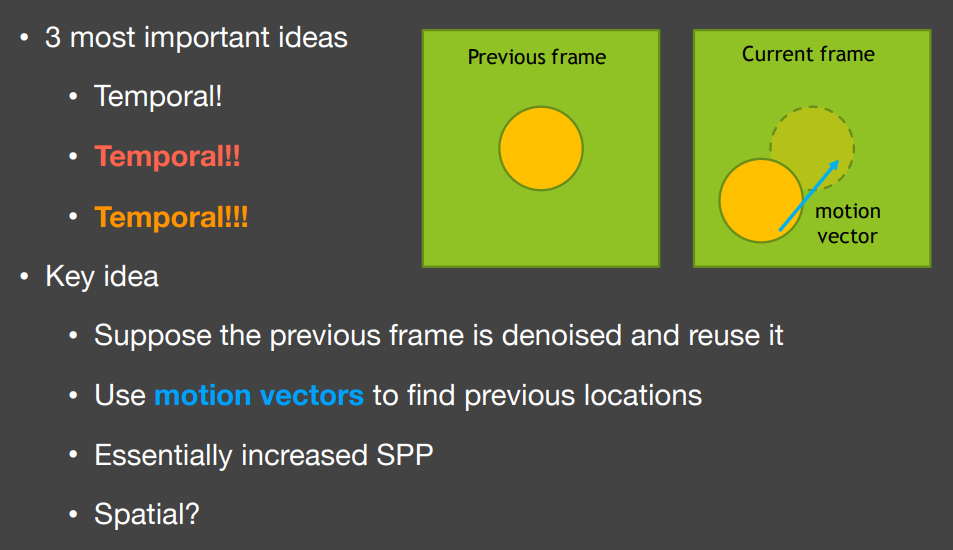 • 3 most important ideas
• Temporal!
• Temporal!!
• Temporal!!!
• Key idea
• Suppose the previous frame is denoised and reuse it
• Use motion vectors to find previous locations
• Essentially increased SPP
• Spatial?
Previous frame
Current frame
motion
vector